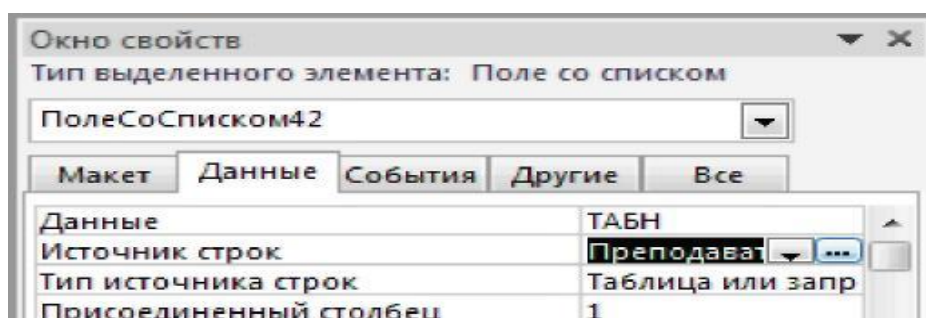 Окно свойств
Тип выделенного элемента: Поле со списком
ПолеСоСписком42
Макет Данные События Другие Все
Данные ТАБН
Источник строк Преподават ...
Тип источника строк Таблица или запр
Присоединенный столбец 1